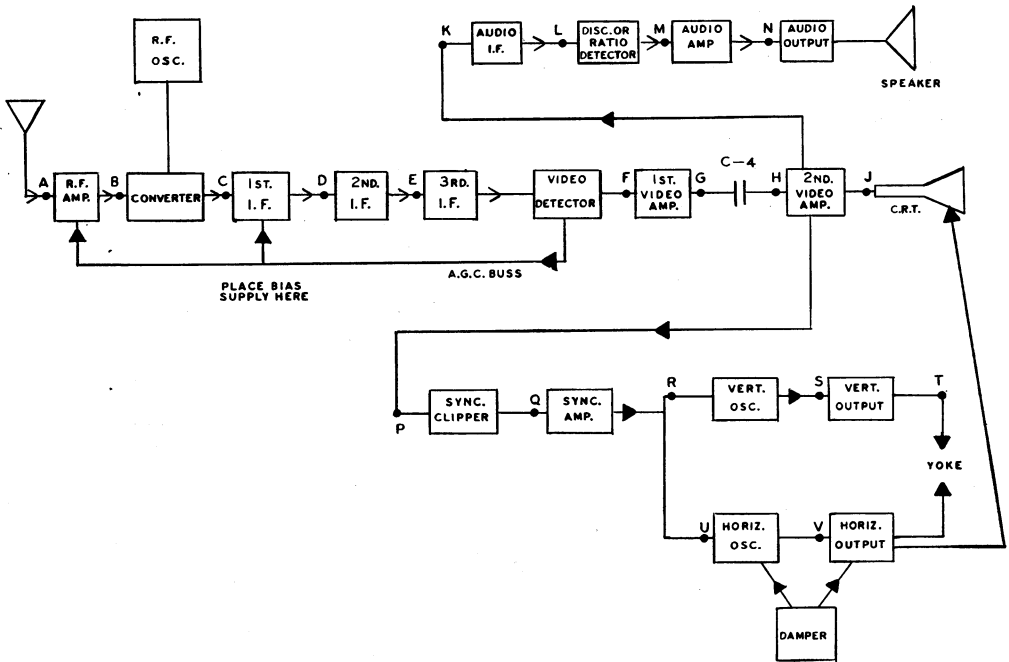 R.F.
OSC.
K
AUDIO
I.F.
L
DISC. OR
RATIO
DETECTOR
M
AUDIO
AMP
N
AUDIO
OUTPUT
SPEAKER
A
R.F.
AMP.
B
CONVERTER
C
1ST.
I.F.
D
2ND.
I.F.
E
3RD.
I.F.
VIDEO
DETECTOR
F
1ST.
VIDEO
AMP.
G
C-4
H
2ND.
VIDEO
AMP.
J
C.R.T.
A.G.C. BUSS
PLACE BIAS
SUPPLY HERE
P
SYNC.
CLIPPER
Q
SYNC.
AMP.
R
VERT.
OSC.
S
VERT.
OUTPUT
T
YOKE
U
HORIZ.
OSC.
V
HORIZ.
OUTPUT
DAMPER